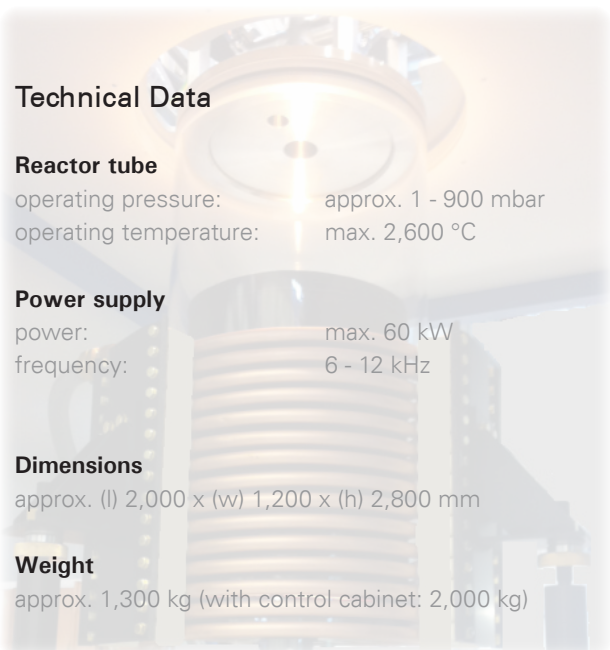 Technical Data
Reactor tube
operating pressure: approx. 1 - 900 mbar
operating temperature: max. 2,600 °C
Power supply
power: max. 60 kW
frequency: 6 - 12 kHz
Dimensions
approx. (l) 2,000 x (w) 1,200 x (h) 2,800 mm
Weight
approx. 1,300 kg (with control cabinet: 2,000 kg)